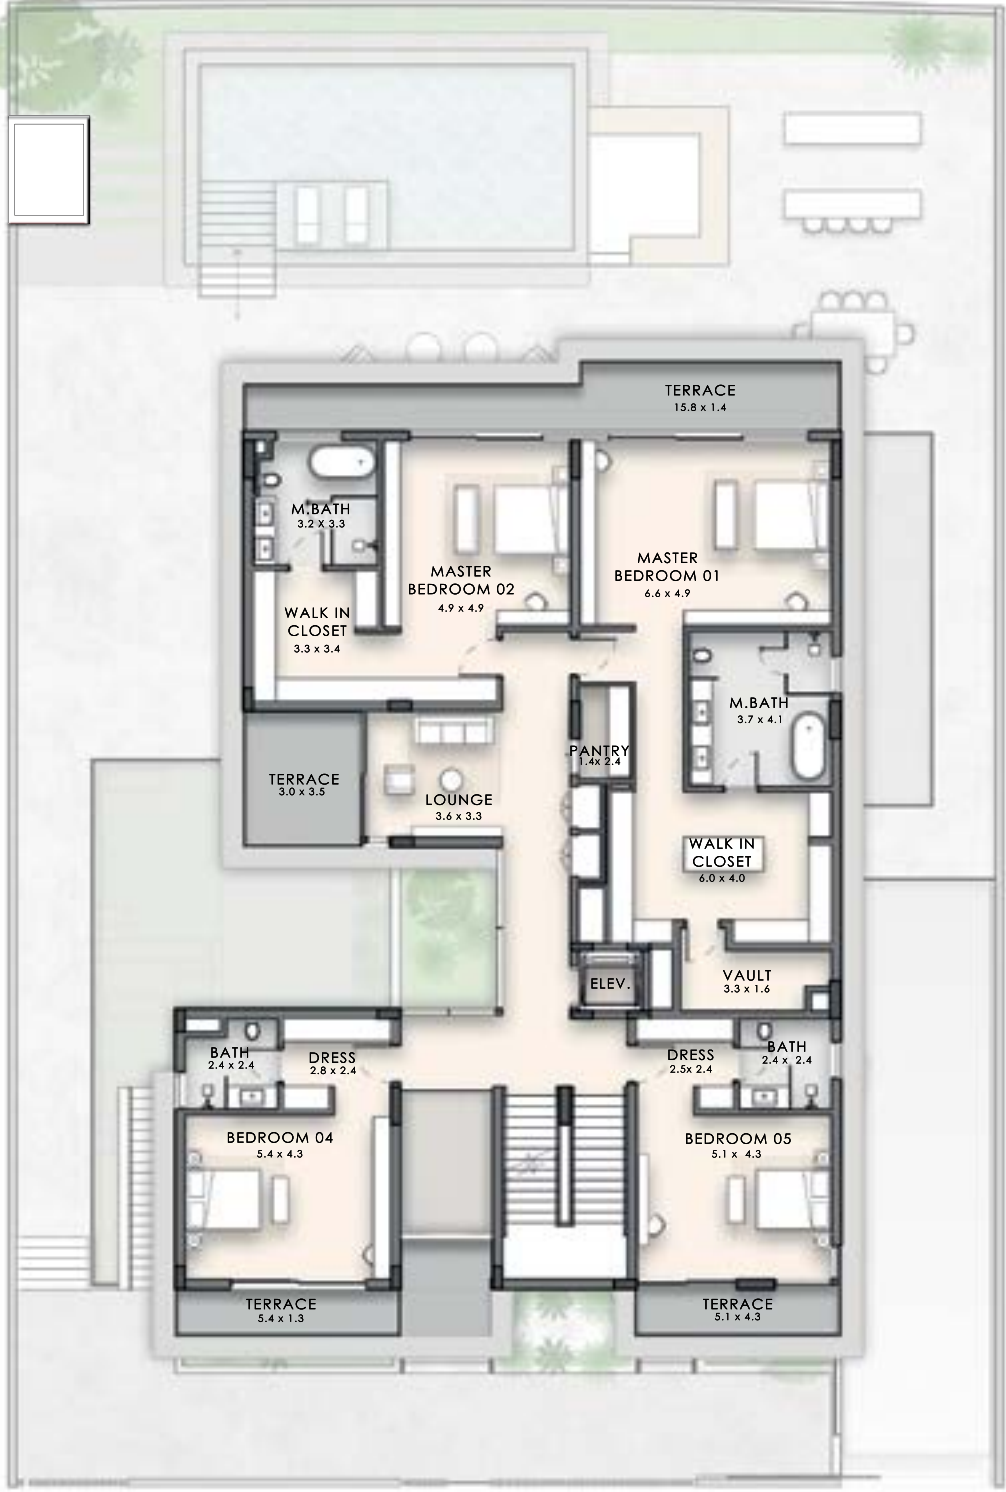 TERRACE
15.8 x 1.4
M.BATH
3.2 X 3.3
MASTER
BEDROOM 02
4.9 x 4.9
MASTER
BEDROOM 01
6.6 x 4.9
WALK IN
CLOSET
3.3 x 3.4
M.BATH
3.7 x 4.1
PANTRY
1.4x 2.4
TERRACE
3.0 x 3.5
LOUNGE
3.6 x 3.3
WALK IN
CLOSET
6.0 x 4.0
ELEV.
VAULT
3.3 x 1.6
BATH
2.4 x 2.4
DRESS
2.8 x 2.4
DRESS
2.5x 2.4
BATH
2.4 x 2.4
BEDROOM 04
5.4 x 4.3
BEDROOM 05
5.1 x 4.3
TERRACE
5.4 x 1.3
TERRACE
5.1 x 4.3